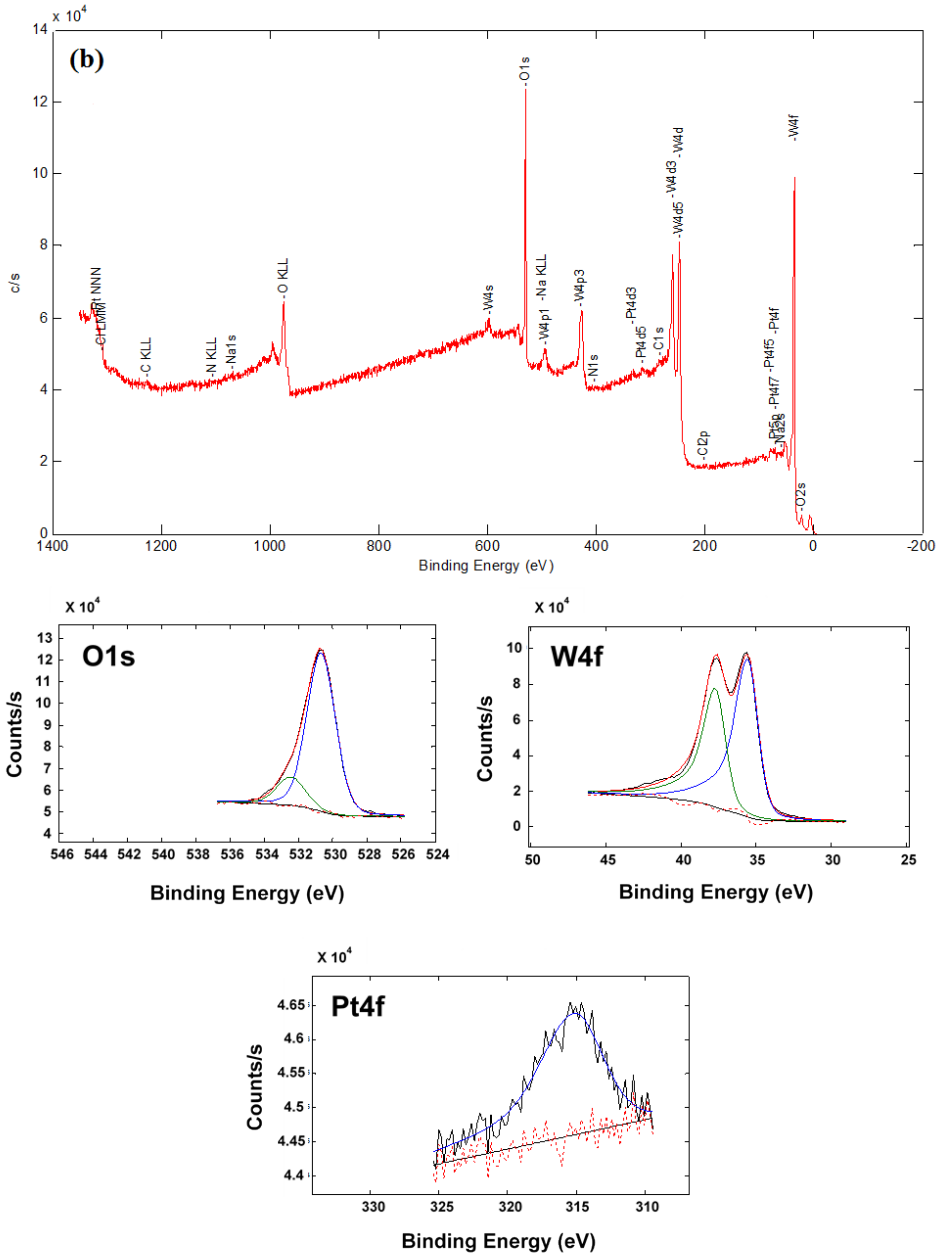 x 10⁴
(b)
14
12
10
8
6
4
2
0
c/s
-Pt NNN
Cl LMM
-C KLL
-N KLL
-Na1s
-O KLL
-W4s
-O1s
-W4p1
-Na KLL
-W4p3
-N1s
-Pt4d3
-Pt4d5
-C1s
-W4d3
-W4d5
-W4d
-Cl2p
-Pt5p
-Pt4f7
-Pt4f5
-Pt4f
-Na2s
-W4f
-O2s
1400 1200 1000 800 600 400 200 0 -200
Binding Energy (eV)
X 10⁴
O1s
13
12
11
10
9
8
7
6
5
4
Counts/s
546 544 542 540 538 536 534 532 530 528 526 524
Binding Energy (eV)
X 10⁴
W4f
10
8
6
4
2
0
Counts/s
50 45 40 35 30 25
Binding Energy (eV)
X 10⁴
Pt4f
4.65
4.6
4.55
4.5
4.45
4.4
Counts/s
330 325 320 315 310
Binding Energy (eV)